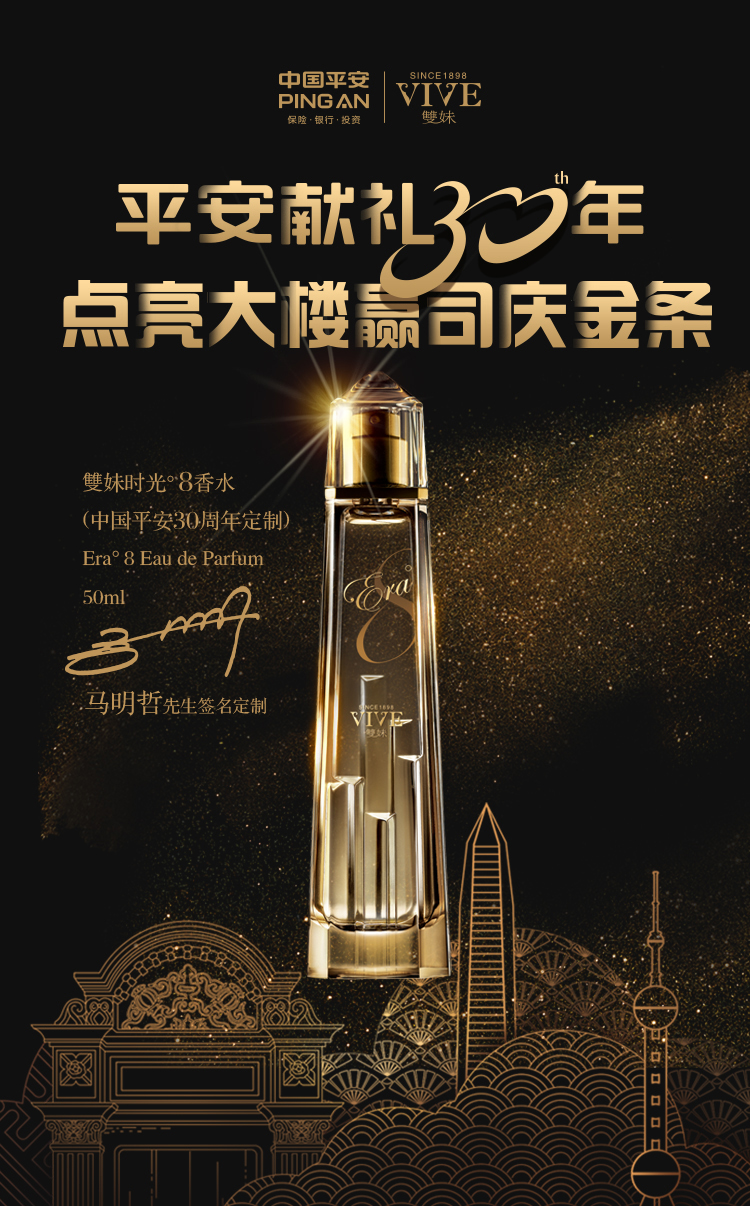 中国平安
PING AN
保险·银行·投资
SINCE1898
VIVE
雙妹
平安献礼30th年
点亮大楼赢司庆金条
雙妹时光°8香水
(中国平安30周年定制)
Era° 8 Eau de Parfum
50ml
马明哲先生签名定制
Era°
8
SINCE1898
VIVE
雙妹